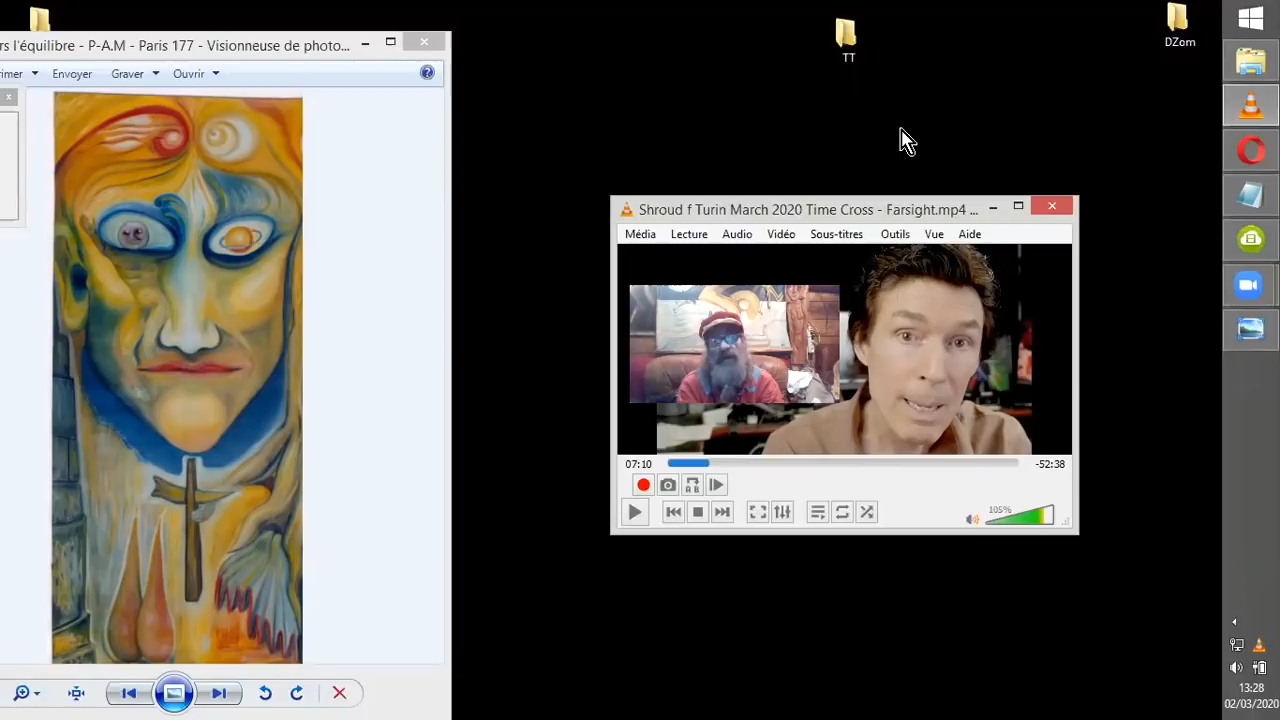 TT
DZom
rs l'équilibre - P-A.M - Paris 177 - Visionneuse de photo...
rimer Envoyer Graver Ouvrir
Shroud f Turin March 2020 Time Cross - Farsight.mp4 ...
Média Lecture Audio Vidéo Sous-titres Outils Vue Aide
07:10 -52:38
105%
13:28
02/03/2020